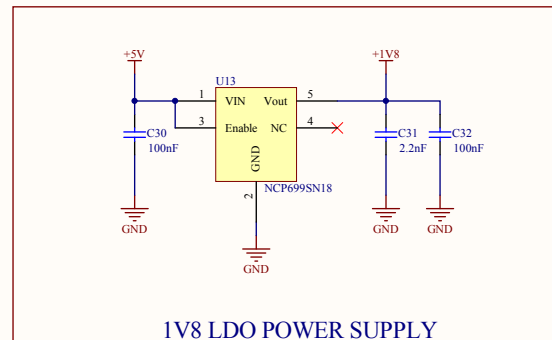 +5V
+1V8
U13
1
VIN
Vout
5
3
Enable
NC
4
GND
2
C30
100nF
C31
2.2nF
C32
100nF
NCP699SN18
GND
GND
GND
GND
1V8 LDO POWER SUPPLY